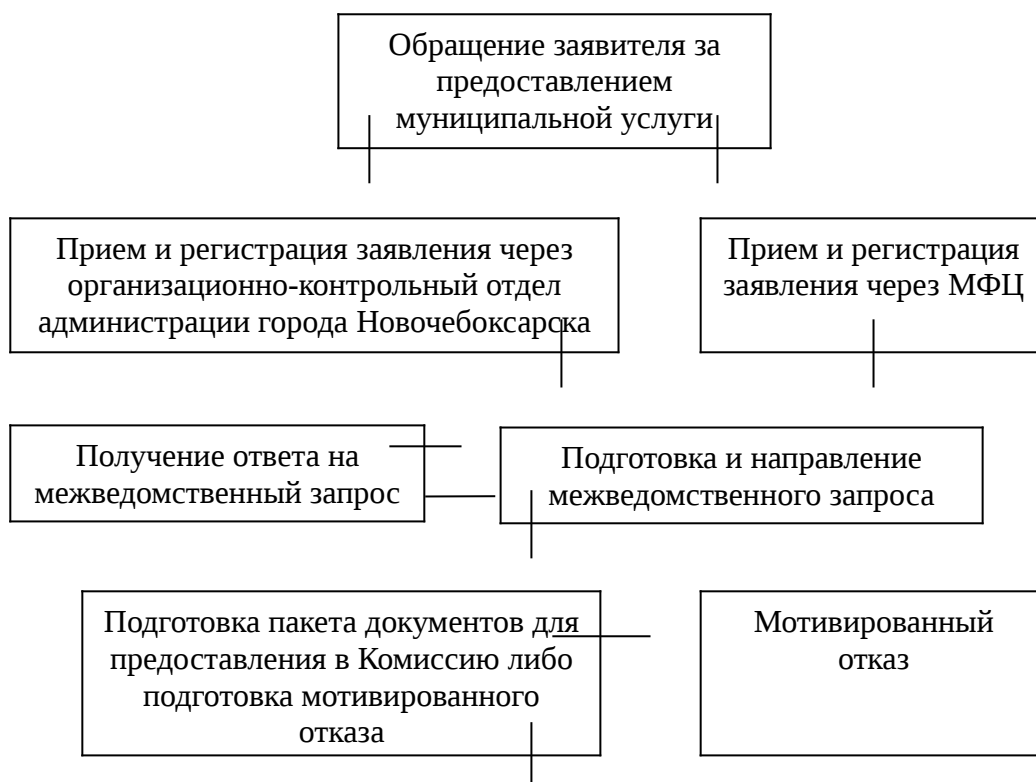 Обращение заявителя за
предоставлением
муниципальной услуги
Прием и регистрация заявления через
организационно-контрольный отдел
администрации города Новочебоксарска
Прием и регистрация
заявления через МФЦ
Получение ответа на
межведомственный запрос
Подготовка и направление
межведомственного запроса
Подготовка пакета документов для
предоставления в Комиссию либо
подготовка мотивированного
отказа
Мотивированный
отказ